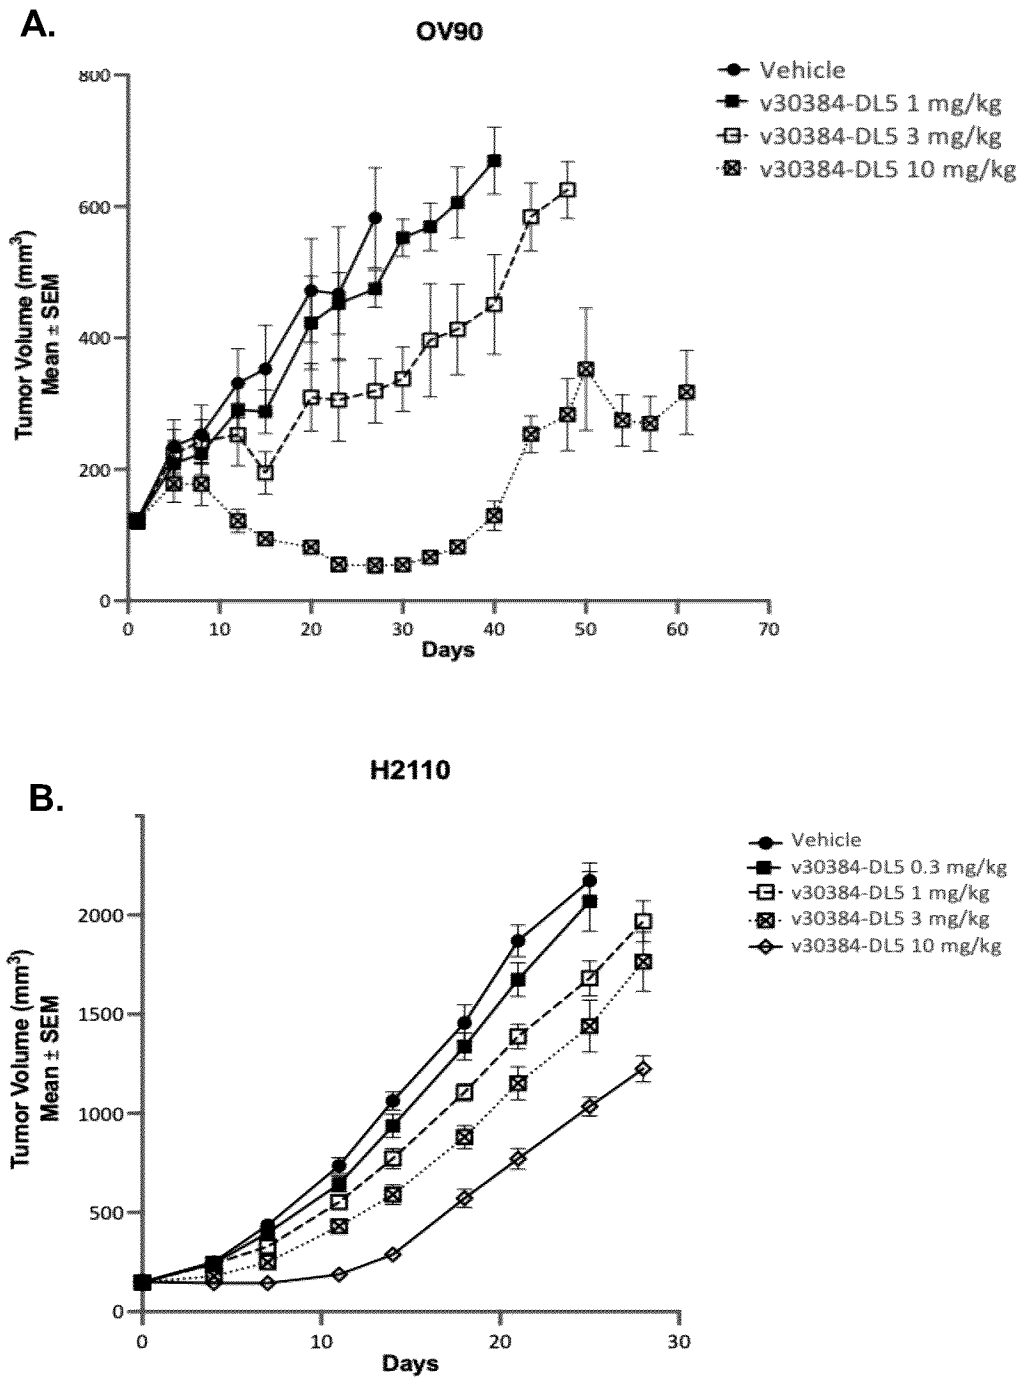 A.
OV90
Vehicle
v30384-DL5 1 mg/kg
v30384-DL5 3 mg/kg
v30384-DL5 10 mg/kg
800
600
400
200
0
Tumor Volume (mm³)
Mean ± SEM
0 10 20 30 40 50 60 70
Days
H2110
B.
Vehicle
v30384-DL5 0.3 mg/kg
v30384-DL5 1 mg/kg
v30384-DL5 3 mg/kg
v30384-DL5 10 mg/kg
2000
1500
1000
500
0
Tumor Volume (mm³)
Mean ± SEM
0 10 20 30
Days